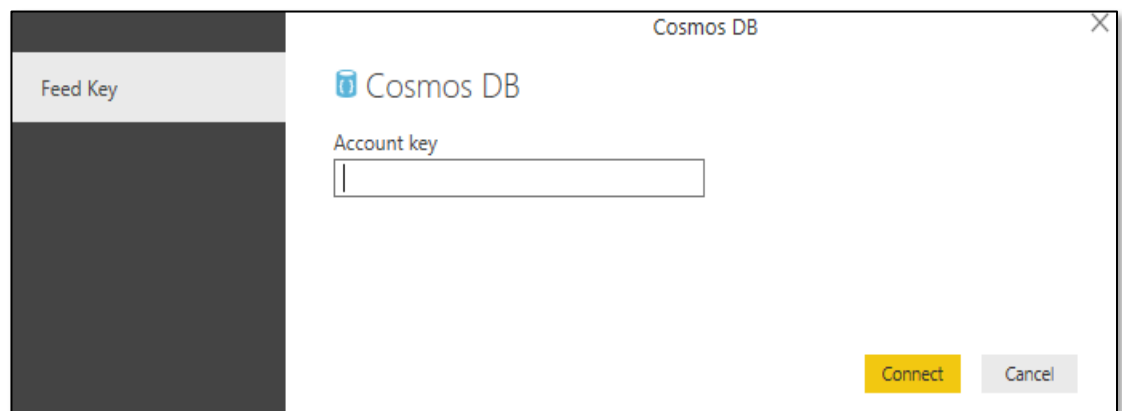 Cosmos DB
Feed Key
Cosmos DB
Account key
Connect
Cancel